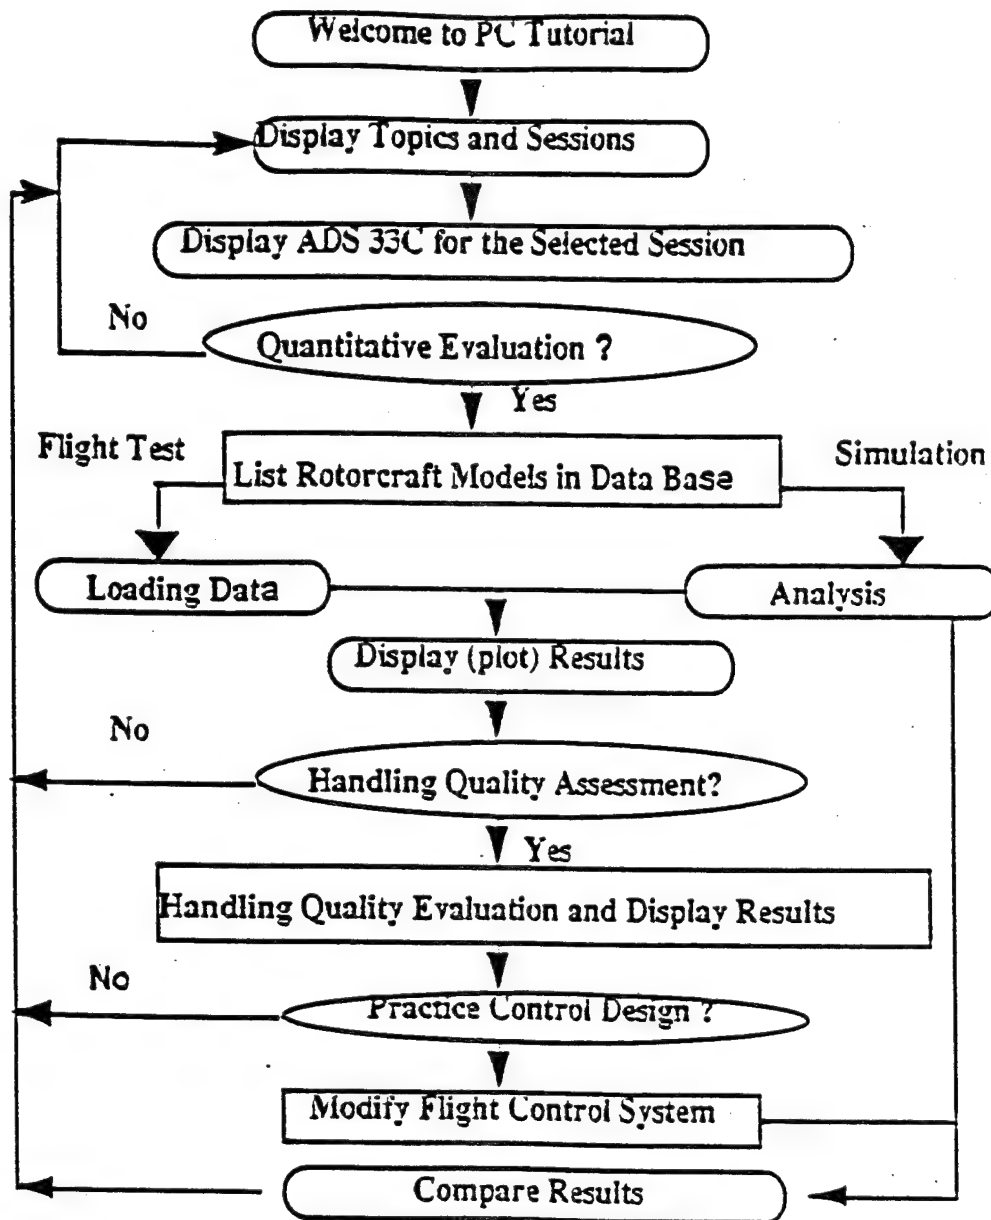 Welcome to PC Tutorial
Display Topics and Sessions
Display ADS 33C for the Selected Session
No
Quantitative Evaluation ?
Yes
Flight Test
Simulation
List Rotorcraft Models in Data Base
Loading Data
Analysis
Display (plot) Results
No
Handling Quality Assessment?
Yes
Handling Quality Evaluation and Display Results
No
Practice Control Design ?
Modify Flight Control System
Compare Results